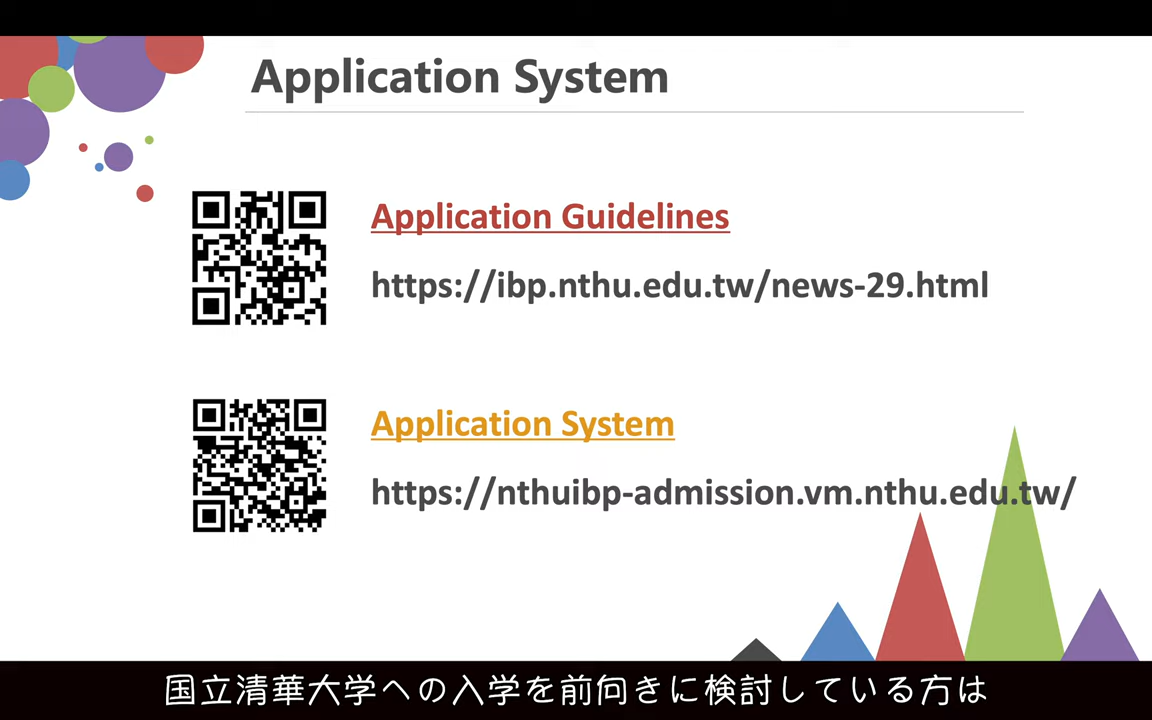 Application System
Application Guidelines
https://ibp.nthu.edu.tw/news-29.html
Application System
https://nthuibp-admission.vm.nthu.edu.tw/
国立清華大学への入学を前向きに検討している方は